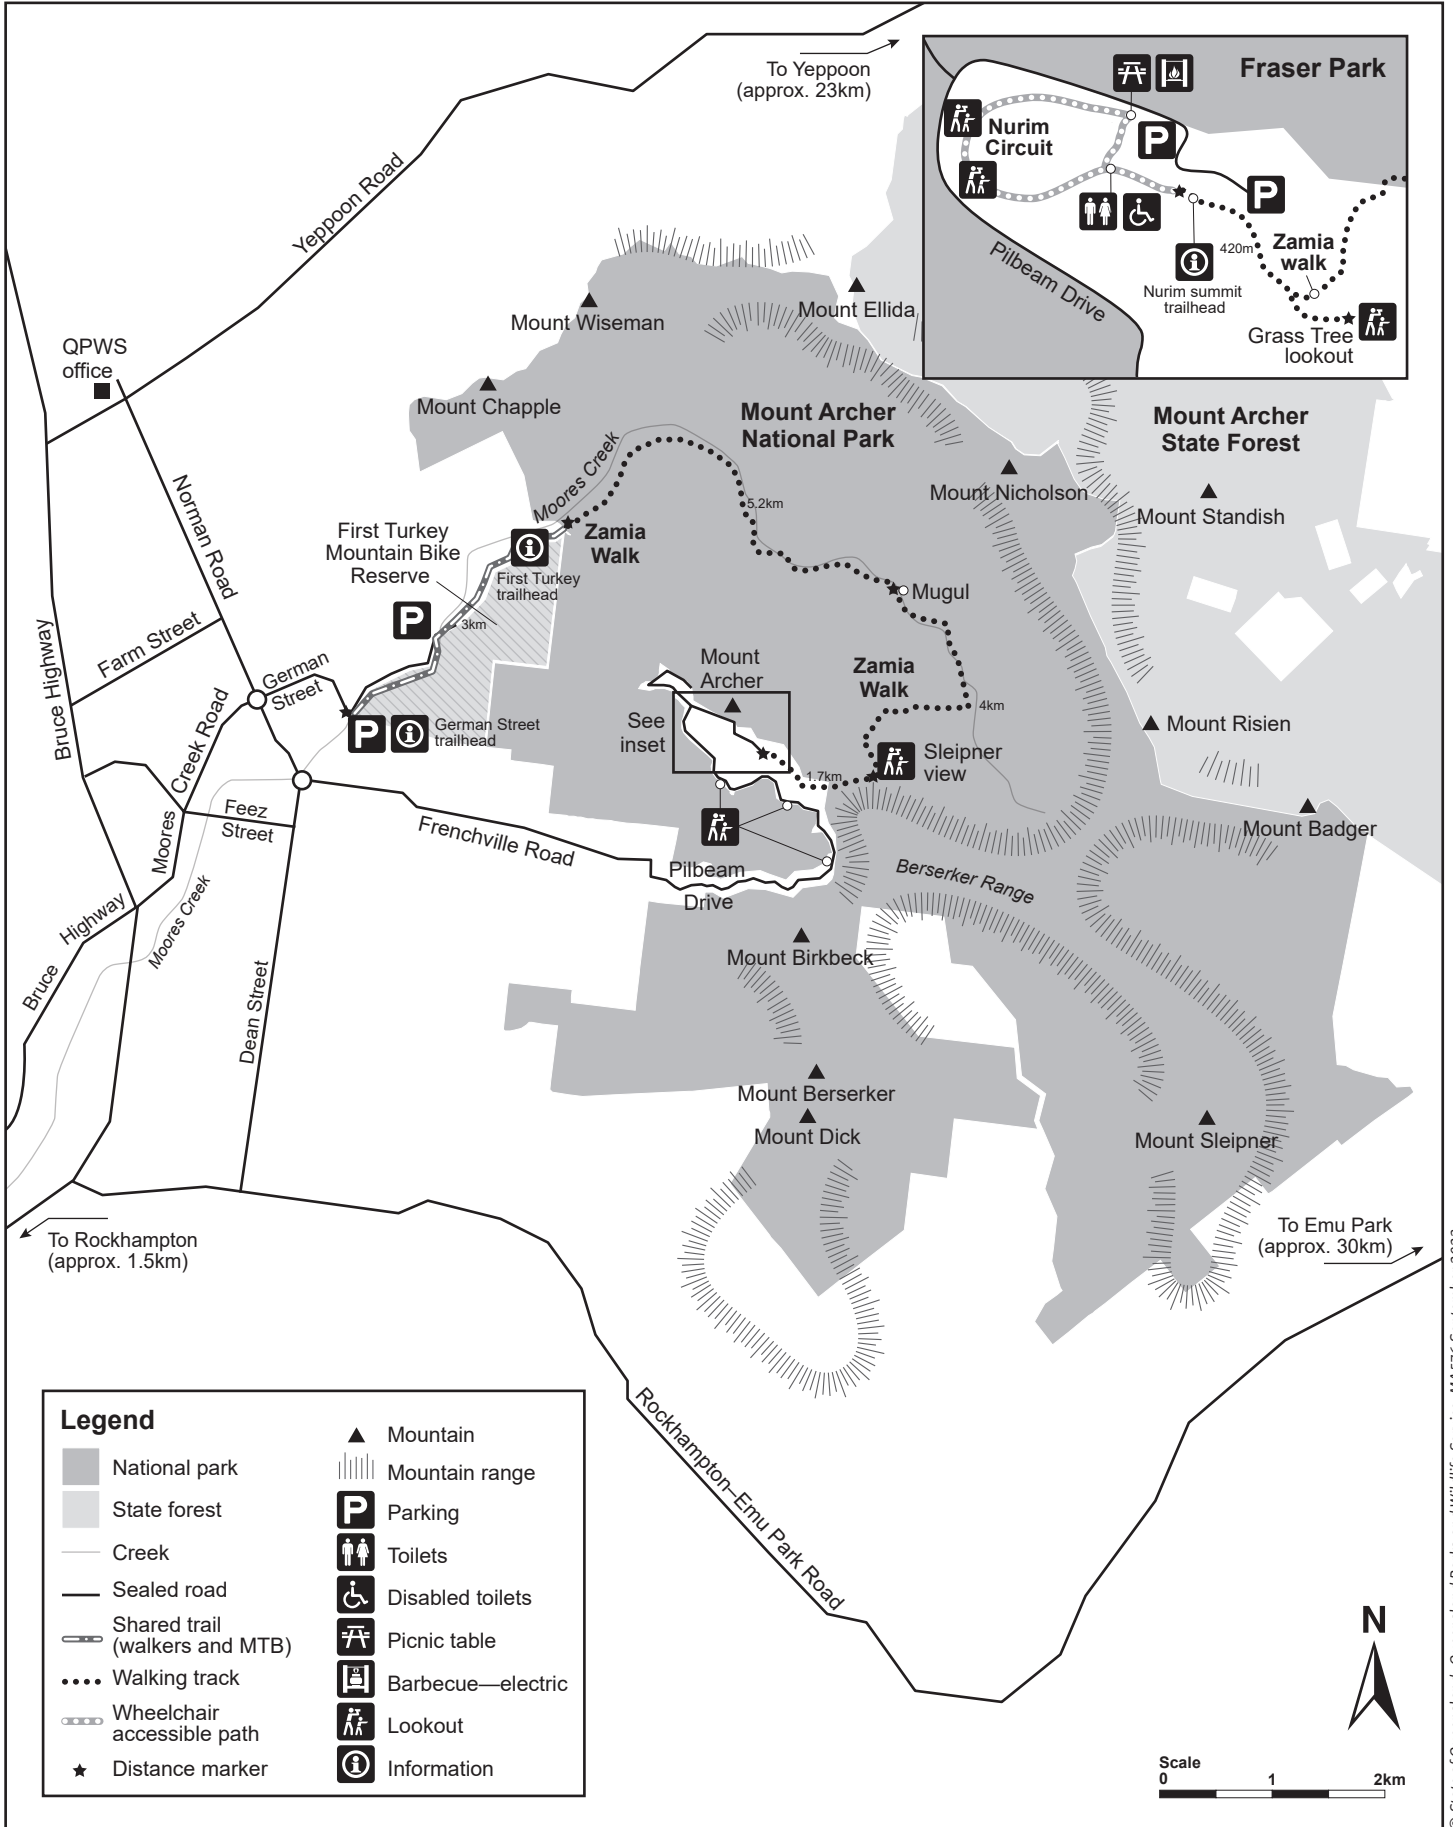 To Yeppoon
(approx. 23km)
Fraser Park
Nurim
Circuit
P
P
420m
Zamia
walk
Nurim summit
trailhead
Grass Tree
lookout
Pilbeam Drive
Yeppoon Road
QPWS
office
Mount Wiseman
Mount Ellida
Mount Chapple
Mount Archer
National Park
Mount Archer
State Forest
Mount Nicholson
Mount Standish
Moores Creek
5.2km
Norman Road
First Turkey
Mountain Bike
Reserve
Zamia
Walk
First Turkey
trailhead
P
3km
Mugul
Farm Street
Bruce Highway
German
Street
Mount
Archer
Zamia
Walk
4km
Mount Risien
See
inset
P
German Street
trailhead
Sleipner
view
1.7km
Moores
Creek Road
Feez
Street
Mount Badger
Frenchville Road
Pilbeam
Drive
Berserker Range
Bruce
Highway
Moores Creek
Mount Birkbeck
Dean Street
Mount Berserker
Mount Dick
Mount Sleipner
To Rockhampton
(approx. 1.5km)
To Emu Park
(approx. 30km)
Rockhampton–Emu Park Road
Legend
National park
State forest
Creek
Sealed road
Shared trail
(walkers and MTB)
Walking track
Wheelchair
accessible path
Distance marker
Mountain
Mountain range
P
Parking
Toilets
Disabled toilets
Picnic table
Barbecue—electric
Lookout
Information
N
Scale
0 1 2km